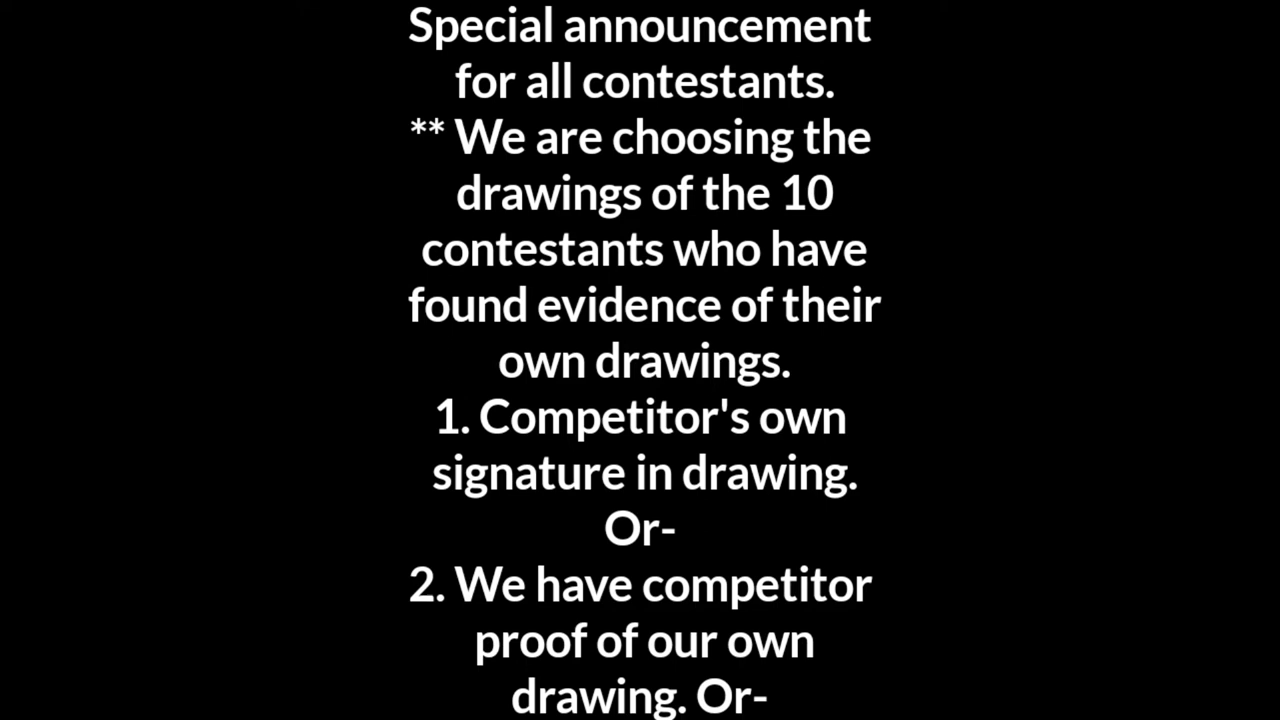 Special announcement
for all contestants.
** We are choosing the
drawings of the 10
contestants who have
found evidence of their
own drawings.
1. Competitor's own
signature in drawing.
Or-
2. We have competitor
proof of our own
drawing. Or-